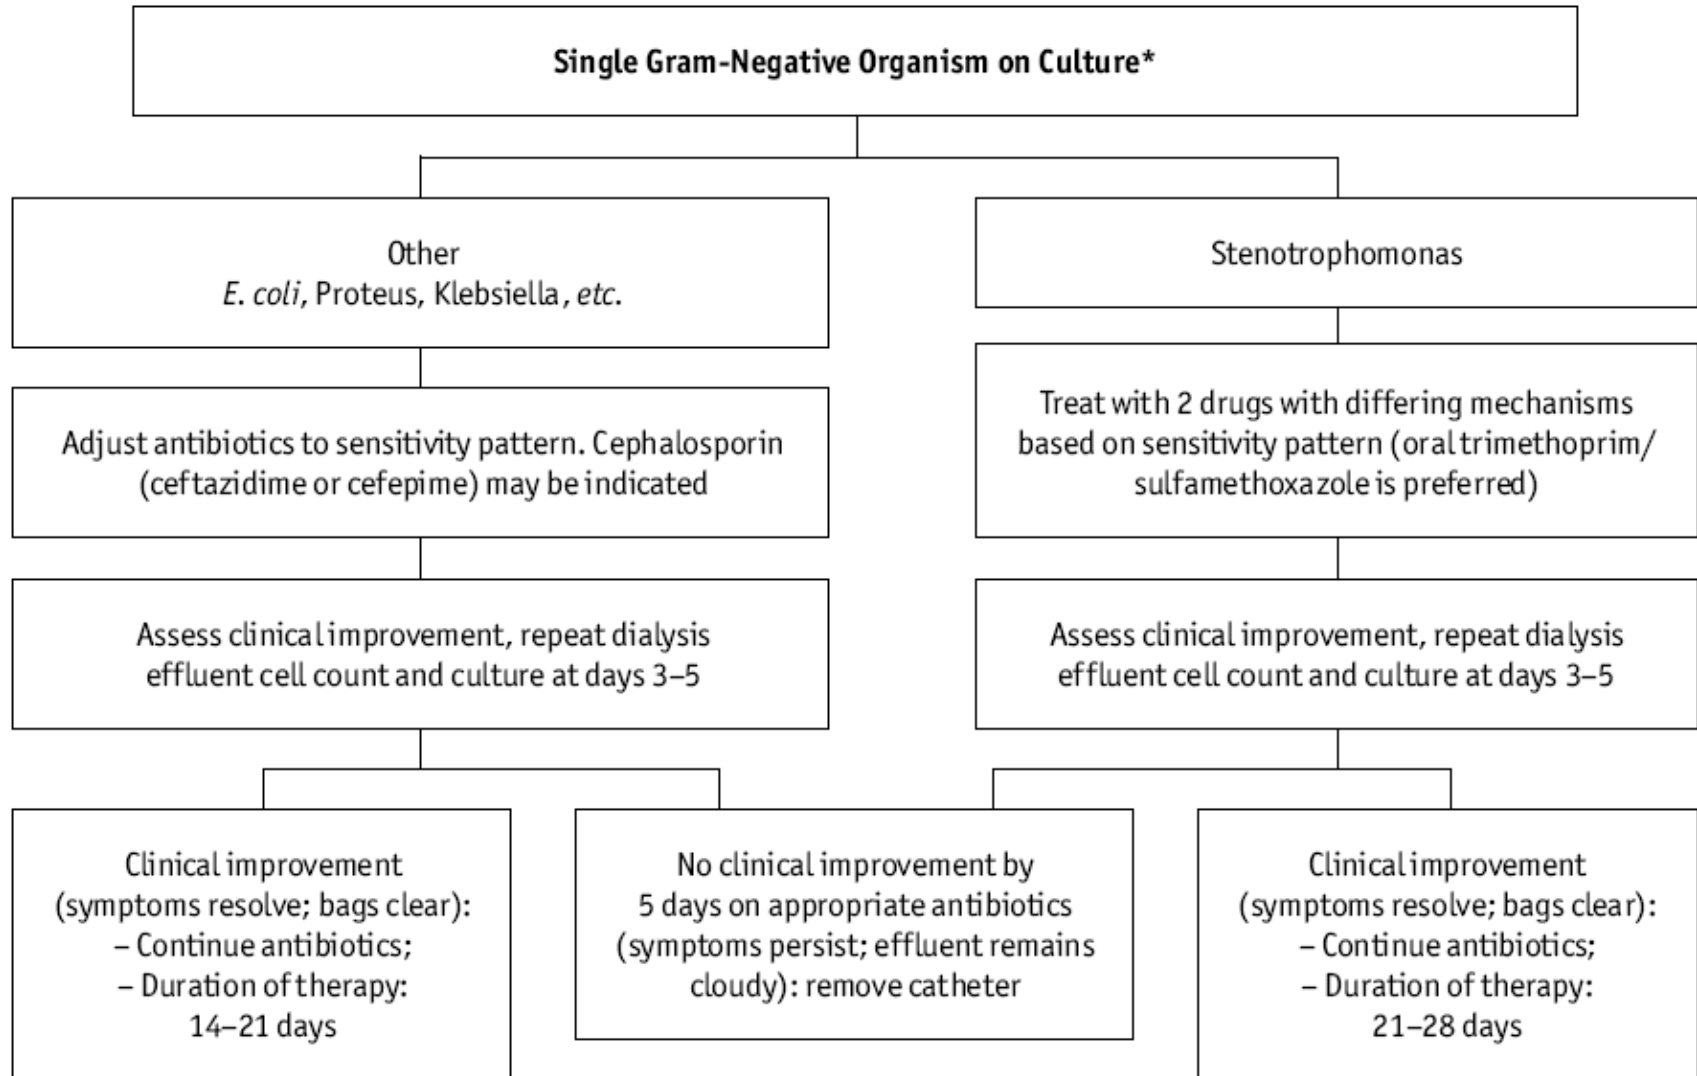 Single Gram-Negative Organism on Culture*
Other
E. coli, Proteus, Klebsiella, etc.
Stenotrophomonas
Adjust antibiotics to sensitivity pattern. Cephalosporin
(ceftazidime or cefepime) may be indicated
Treat with 2 drugs with differing mechanisms
based on sensitivity pattern (oral trimethoprim/
sulfamethoxazole is preferred)
Assess clinical improvement, repeat dialysis
effluent cell count and culture at days 3–5
Assess clinical improvement, repeat dialysis
effluent cell count and culture at days 3–5
Clinical improvement
(symptoms resolve; bags clear):
– Continue antibiotics;
– Duration of therapy:
14–21 days
No clinical improvement by
5 days on appropriate antibiotics
(symptoms persist; effluent remains
cloudy): remove catheter
Clinical improvement
(symptoms resolve; bags clear):
– Continue antibiotics;
– Duration of therapy:
21–28 days